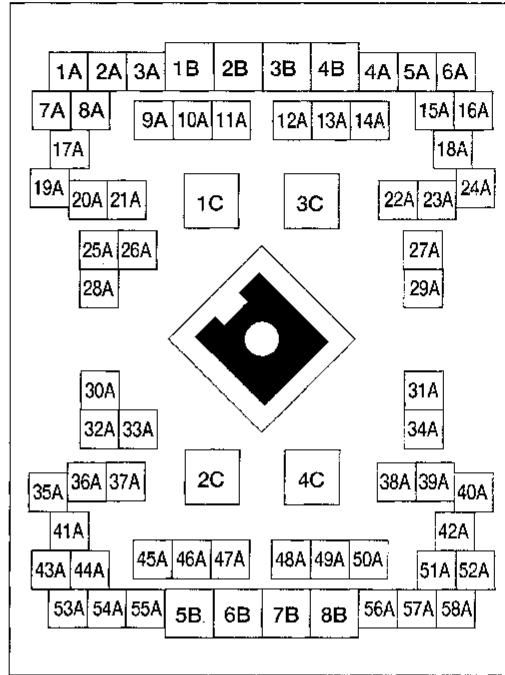 1A 2A 3A 1B 2B 3B 4B 4A 5A 6A
7A 8A 9A 10A 11A 12A 13A 14A 15A 16A
17A 18A
19A 20A 21A 1C 3C 22A 23A 24A
25A 26A 27A
28A 29A
30A 31A
32A 33A 34A
35A 36A 37A 2C 4C 38A 39A 40A
41A 42A
43A 44A 45A 46A 47A 48A 49A 50A 51A 52A
53A 54A 55A 5B. 6B 7B 8B 56A 57A 58A